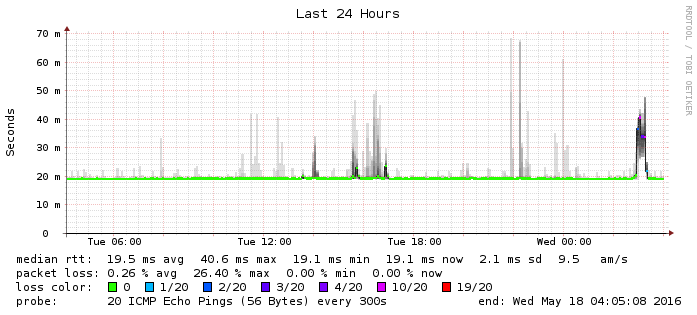 Last 24 Hours
RRDTOOL / TOBI OETIKER
Seconds
70 m
60 m
50 m
40 m
30 m
20 m
10 m
0
Tue 06:00 Tue 12:00 Tue 18:00 Wed 00:00
median rtt: 19.5 ms avg 40.6 ms max 19.1 ms min 19.1 ms now 2.1 ms sd 9.5 am/s
packet loss: 0.26 % avg 26.40 % max 0.00 % min 0.00 % now
loss color: 0 1/20 2/20 3/20 4/20 10/20 19/20
probe: 20 ICMP Echo Pings (56 Bytes) every 300s end: Wed May 18 04:05:08 2016